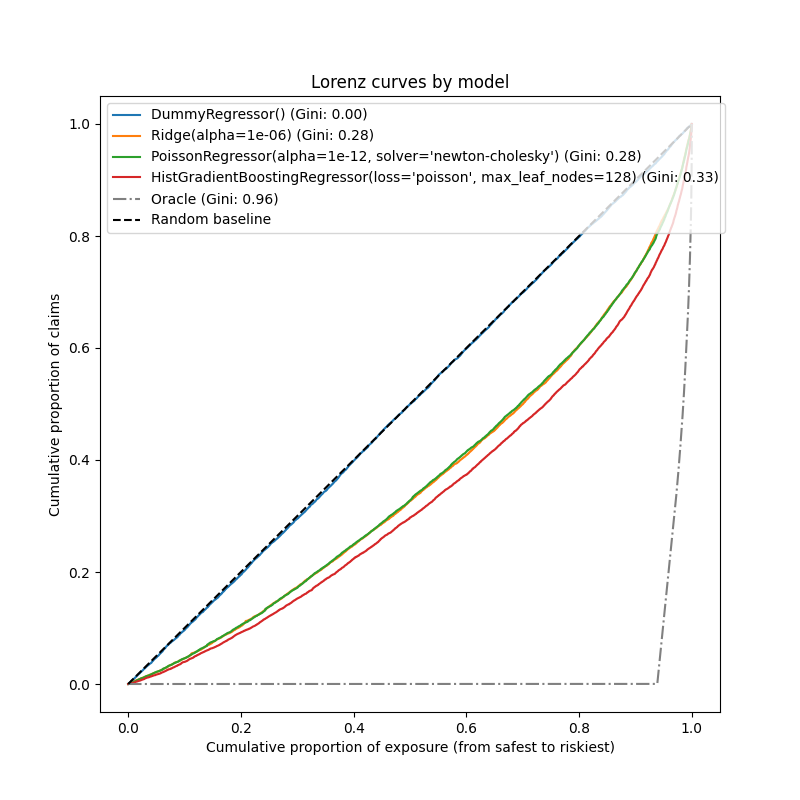 Lorenz curves by model
DummyRegressor() (Gini: 0.00)
Ridge(alpha=1e-06) (Gini: 0.28)
PoissonRegressor(alpha=1e-12, solver='newton-cholesky') (Gini: 0.28)
HistGradientBoostingRegressor(loss='poisson', max_leaf_nodes=128) (Gini: 0.33)
Oracle (Gini: 0.96)
Random baseline
1.0
0.8
0.6
0.4
0.2
0.0
Cumulative proportion of claims
0.0 0.2 0.4 0.6 0.8 1.0
Cumulative proportion of exposure (from safest to riskiest)